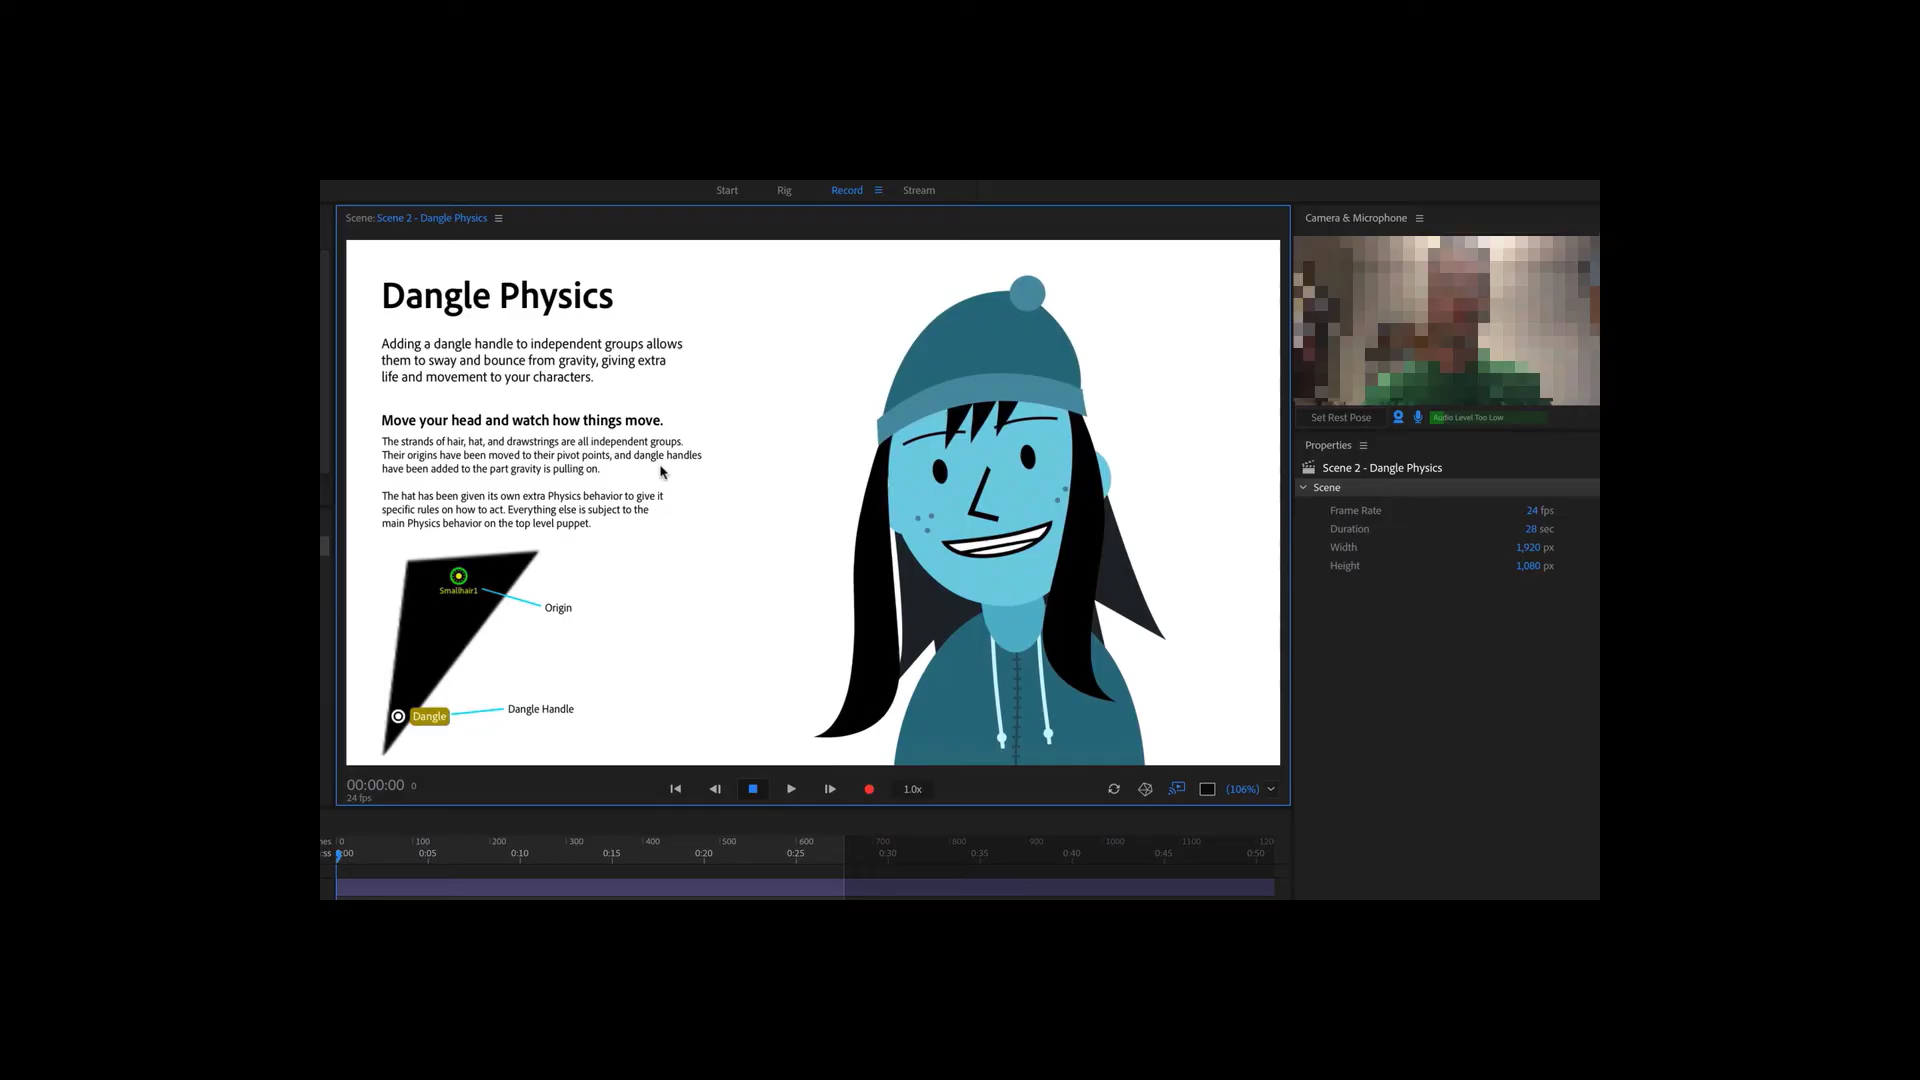 Start Rig Record Stream
Scene: Scene 2 - Dangle Physics
Camera & Microphone
Dangle Physics
Adding a dangle handle to independent groups allows
them to sway and bounce from gravity, giving extra
life and movement to your characters.
Move your head and watch how things move.
The strands of hair, hat, and drawstrings are all independent groups.
Their origins have been moved to their pivot points, and dangle handles
have been added to the part gravity is pulling on.
The hat has been given its own extra Physics behavior to give it
specific rules on how to act. Everything else is subject to the
main Physics behavior on the top level puppet.
Smallhair1
Origin
Dangle
Dangle Handle
Set Rest Pose
Audio Level Too Low
Properties
Scene 2 - Dangle Physics
Scene
Frame Rate 24 fps
Duration 28 sec
Width 1,920 px
Height 1,080 px
00:00:00 0
24 fps
1.0x
(106%)
0 100 200 300 400 500 600 700 800 900 1000 1100 120
0:05 0:10 0:15 0:20 0:25 0:30 0:35 0:40 0:45 0:50